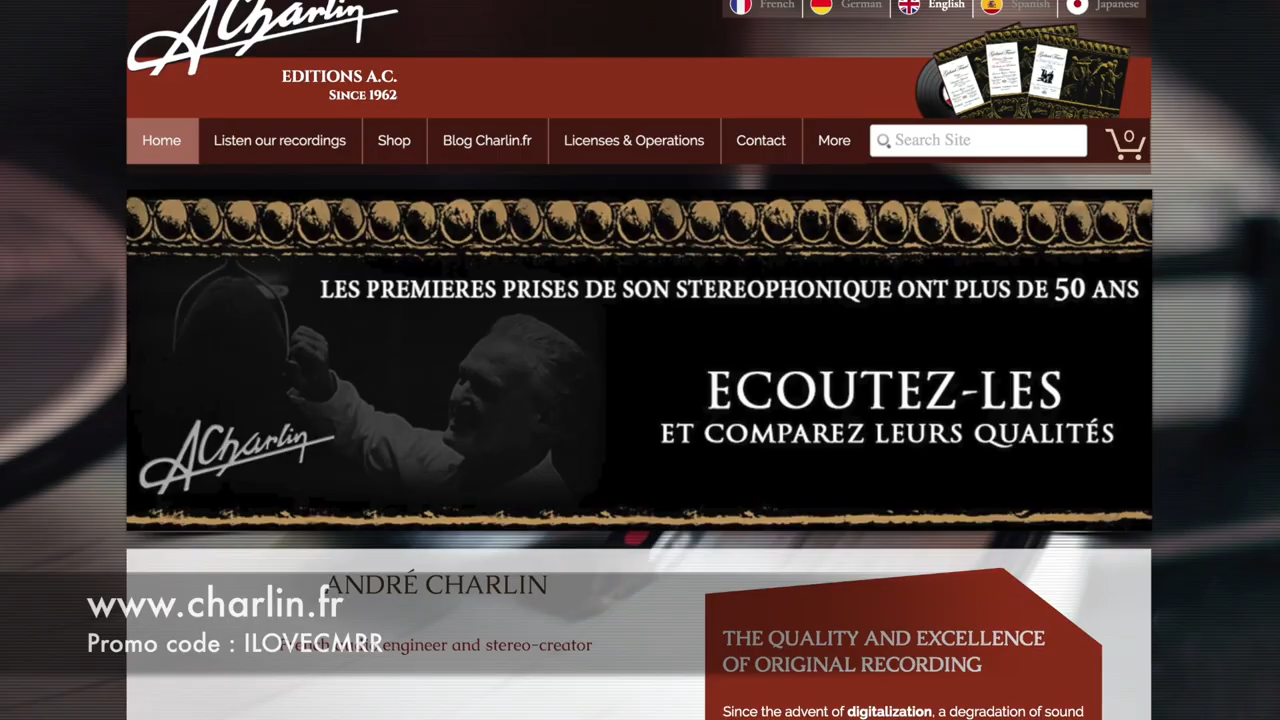 ACharlin
French
German
English
Spanish
Japanese
EDITIONS A.C.
SINCE 1962
Home
Listen our recordings
Shop
Blog Charlin.fr
Licenses & Operations
Contact
More
Search Site
0
LES PREMIERES PRISES DE SON STEREOPHONIQUE ONT PLUS DE 50 ANS
ECOUTEZ-LES
ET COMPAREZ LEURS QUALITÉS
ACharlin
ANDRÉ CHARLIN
www.charlin.fr
Promo code : ILOVECMRR
engineer and stereo-creator
THE QUALITY AND EXCELLENCE
OF ORIGINAL RECORDING
Since the advent of digitalization, a degradation of sound